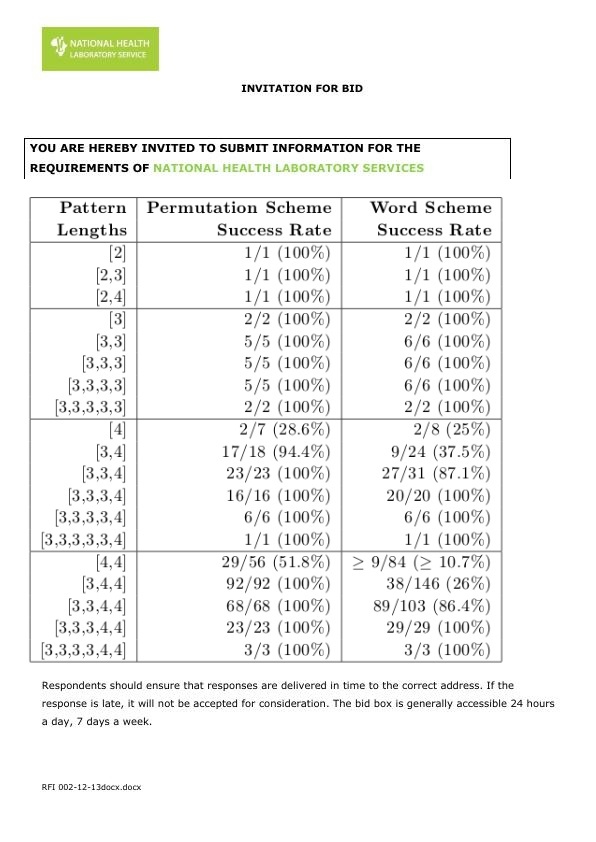 NATIONAL HEALTH
LABORATORY SERVICE
INVITATION FOR BID
YOU ARE HEREBY INVITED TO SUBMIT INFORMATION FOR THE
REQUIREMENTS OF NATIONAL HEALTH LABORATORY SERVICES
Pattern Permutation Scheme Word Scheme
Lengths Success Rate Success Rate
[2] 1/1 (100%) 1/1 (100%)
[2,3] 1/1 (100%) 1/1 (100%)
[2,4] 1/1 (100%) 1/1 (100%)
[3] 2/2 (100%) 2/2 (100%)
[3,3] 5/5 (100%) 6/6 (100%)
[3,3,3] 5/5 (100%) 6/6 (100%)
[3,3,3,3] 5/5 (100%) 6/6 (100%)
[3,3,3,3,3] 2/2 (100%) 2/2 (100%)
[4] 2/7 (28.6%) 2/8 (25%)
[3,4] 17/18 (94.4%) 9/24 (37.5%)
[3,3,4] 23/23 (100%) 27/31 (87.1%)
[3,3,3,4] 16/16 (100%) 20/20 (100%)
[3,3,3,3,4] 6/6 (100%) 6/6 (100%)
[3,3,3,3,3,4] 1/1 (100%) 1/1 (100%)
[4,4] 29/56 (51.8%) ≥ 9/84 (≥ 10.7%)
[3,4,4] 92/92 (100%) 38/146 (26%)
[3,3,4,4] 68/68 (100%) 89/103 (86.4%)
[3,3,3,4,4] 23/23 (100%) 29/29 (100%)
[3,3,3,3,4,4] 3/3 (100%) 3/3 (100%)
Respondents should ensure that responses are delivered in time to the correct address. If the
response is late, it will not be accepted for consideration. The bid box is generally accessible 24 hours
a day, 7 days a week.
RFI 002-12-13docx.docx